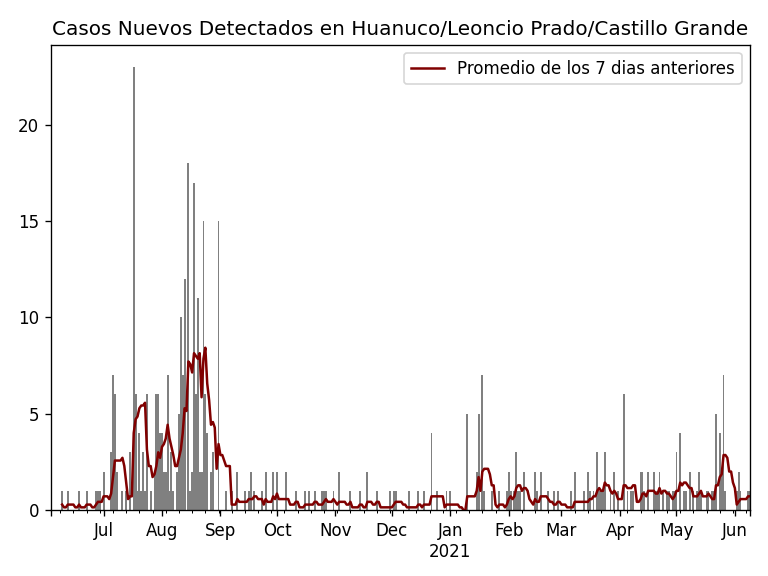 Casos Nuevos Detectados en Huanuco/Leoncio Prado/Castillo Grande
Promedio de los 7 dias anteriores
20
15
10
5
0
Jul Aug Sep Oct Nov Dec Jan Feb Mar Apr May Jun
2021